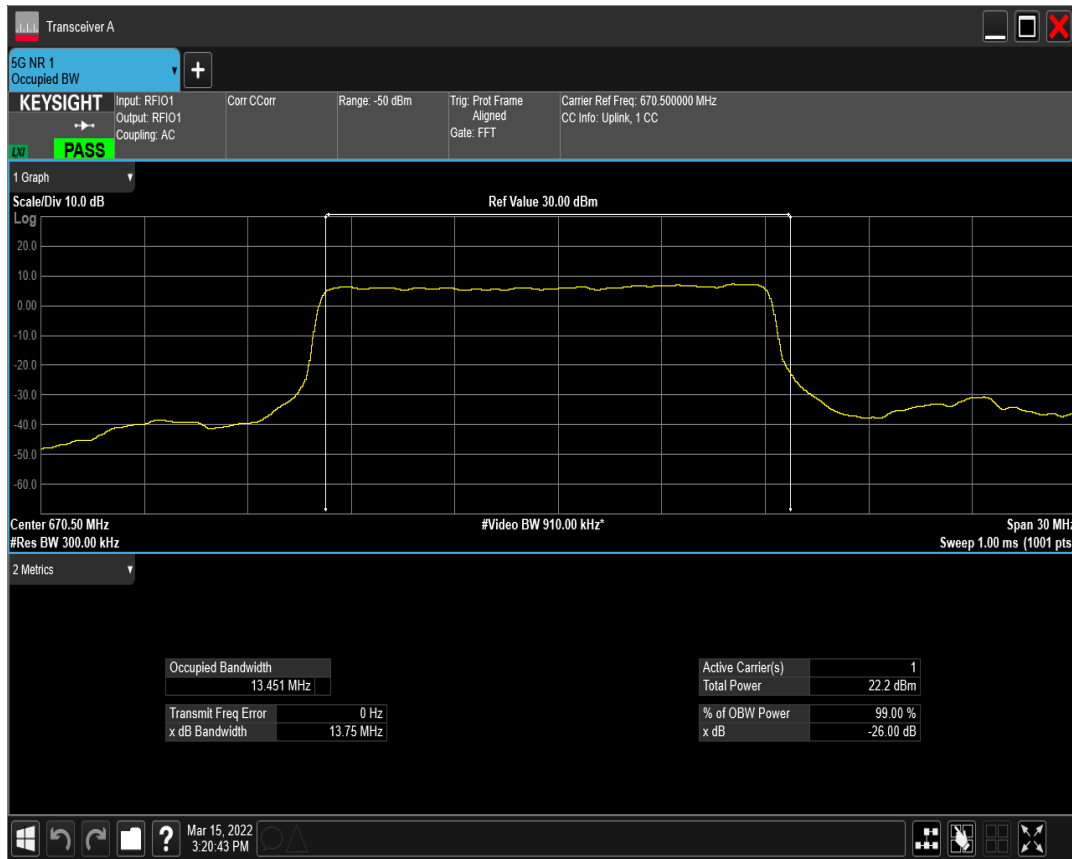 Transceiver A
5G NR 1
Occupied BW
KEYSIGHT
Input: RFIO1
Output: RFIO1
Coupling: AC
Corr CCorr
Range: -50 dBm
Trig: Prot Frame
Aligned
Gate: FFT
Carrier Ref Freq: 670.500000 MHz
CC Info: Uplink, 1 CC
LXI
PASS
1 Graph
Scale/Div 10.0 dB
Ref Value 30.00 dBm
Log
20.0
10.0
0.00
-10.0
-20.0
-30.0
-40.0
-50.0
-60.0
Center 670.50 MHz
#Video BW 910.00 kHz*
Span 30 MHz
#Res BW 300.00 kHz
Sweep 1.00 ms (1001 pts
2 Metrics
Occupied Bandwidth
13.451 MHz
Transmit Freq Error 0 Hz
x dB Bandwidth 13.75 MHz
Active Carrier(s) 1
Total Power 22.2 dBm
% of OBW Power 99.00 %
x dB -26.00 dB
?
Mar 15, 2022
3:20:43 PM